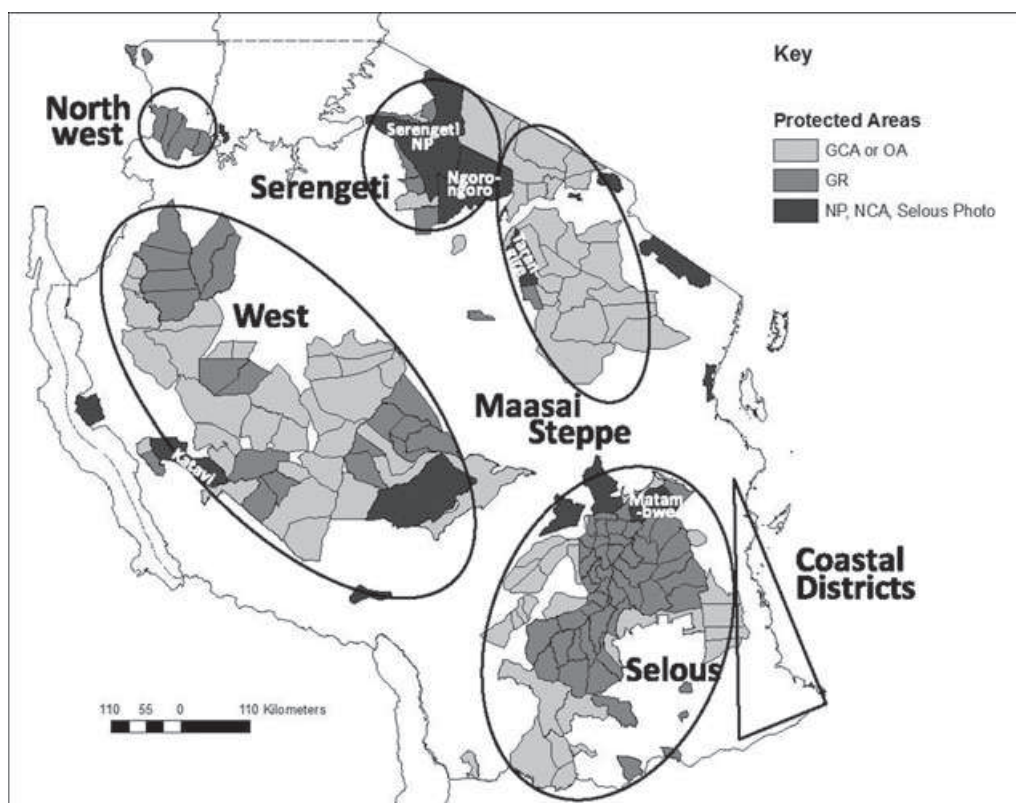 Key
Protected Areas
GCA or OA
GR
NP, NCA, Selous Photo
North
west
Serengeti
NP
Ngoro-
ngoro
Serengeti
West
Maasai
Steppe
Katavi
Matam
-bwe
Coastal
Districts
Selous
110 55 0 110 Kilometers